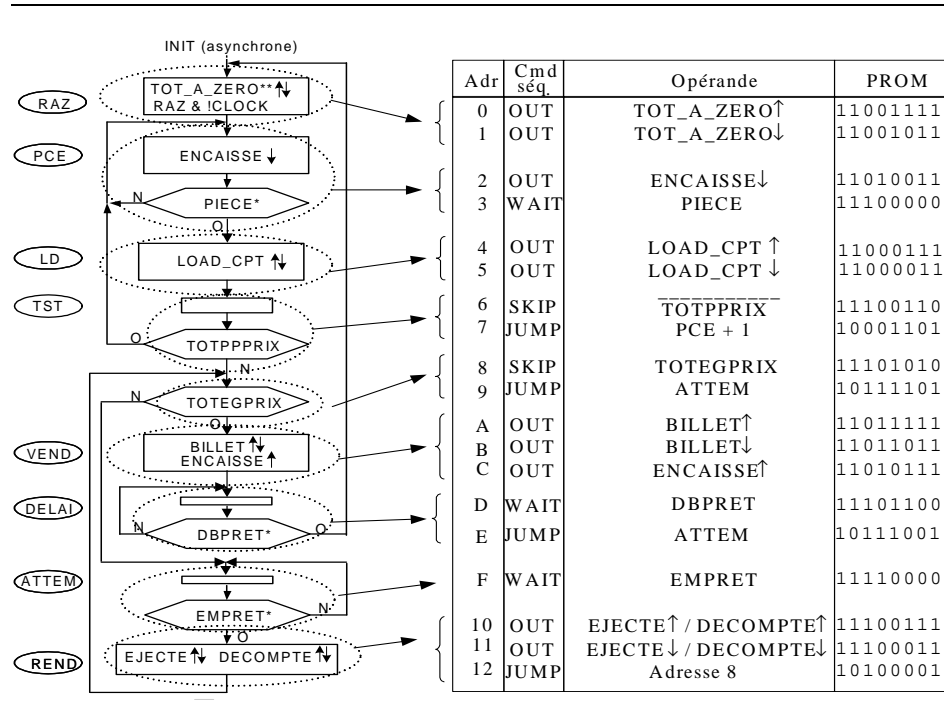 INIT (asynchrone)
RAZ
TOT_A_ZERO**
RAZ & !CLOCK
PCE
ENCAISSE ↓
N
PIECE*
O
LD
LOAD_CPT
TST
O
TOTPPPRIX
N
N
TOTEGPRIX
O
VEND
BILLET
ENCAISSE ↑
DELAI
N
DBPRET*
O
ATTEM
EMPRET*
N
O
REND
EJECTE DECOMPTE
Adr Cmd séq. Opérande PROM
0 OUT TOT_A_ZERO↑ 11001111
1 OUT TOT_A_ZERO↓ 11001011
2 OUT ENCAISSE↓ 11010011
3 WAIT PIECE 11100000
4 OUT LOAD_CPT ↑ 11000111
5 OUT LOAD_CPT ↓ 11000011
6 SKIP TOTPPRIX 11100110
7 JUMP PCE + 1 10001101
8 SKIP TOTEGPRIX 11101010
9 JUMP ATTEM 10111101
A OUT BILLET↑ 11011111
B OUT BILLET↓ 11011011
C OUT ENCAISSE↑ 11010111
D WAIT DBPRET 11101100
E JUMP ATTEM 10111001
F WAIT EMPRET 11110000
10 OUT EJECTE↑ / DECOMPTE↑ 11100111
11 OUT EJECTE↓ / DECOMPTE↓ 11100011
12 JUMP Adresse 8 10100001